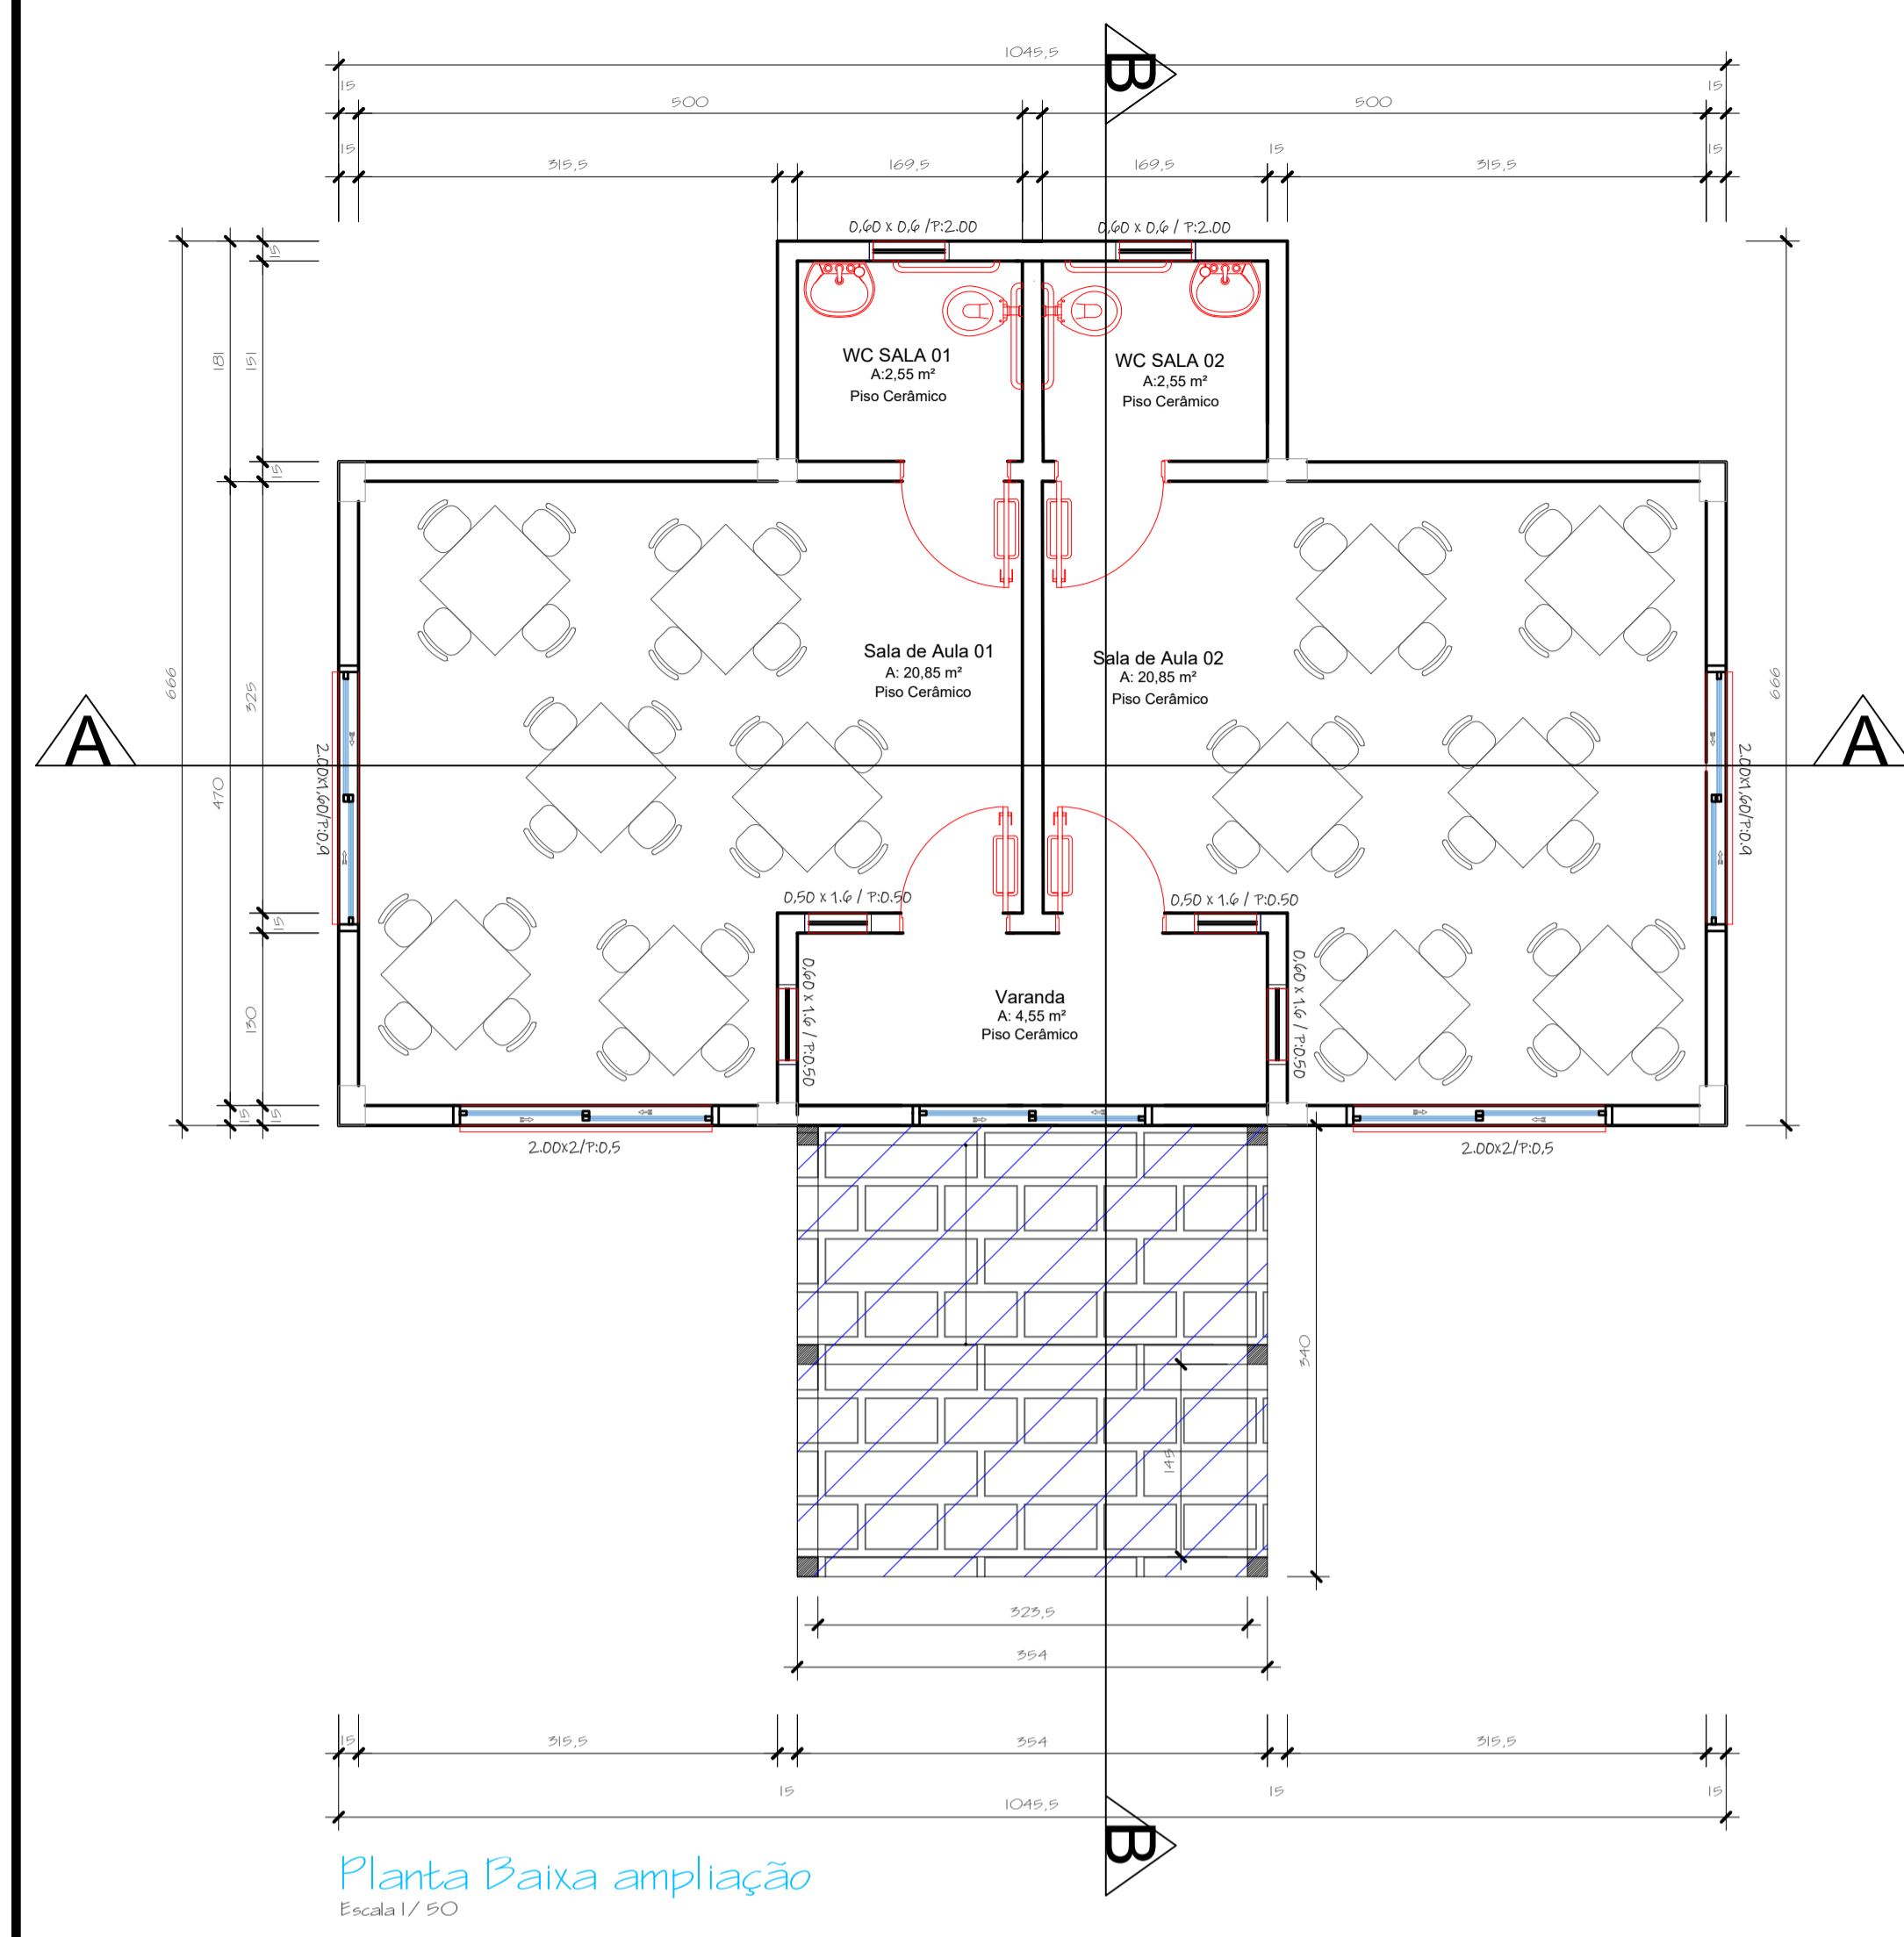 1045,5
B
15
500
500
15
15
315,5
169,5
169,5
15
315,5
15
0,60 x 0,6 /P:2.00
0,60 x 0,6 / P:2.00
15
181
151
WC SALA 01
A:2,55 m²
Piso Cerâmico
WC SALA 02
A:2,55 m²
Piso Cerâmico
15
666
325
Sala de Aula 01
A: 20,85 m²
Piso Cerâmico
Sala de Aula 02
A: 20,85 m²
Piso Cerâmico
666
A
A
2.00x1,60/P:0,9
2.00x1,60/P:0.9
470
0,50 x 1.6 / P:0.50
0,50 x 1.6 / P:0.50
15
0,60 x 1.6 / P:0.50
0,60 x 1.6 / P:0.50
Varanda
A: 4,55 m²
Piso Cerâmico
130
15
15
2.00x2/P:0,5
2.00x2/P:0,5
340
145
323,5
354
15
315,5
354
315,5
15
15
15
1045,5
B
Planta Baixa ampliação
Escala 1/ 50